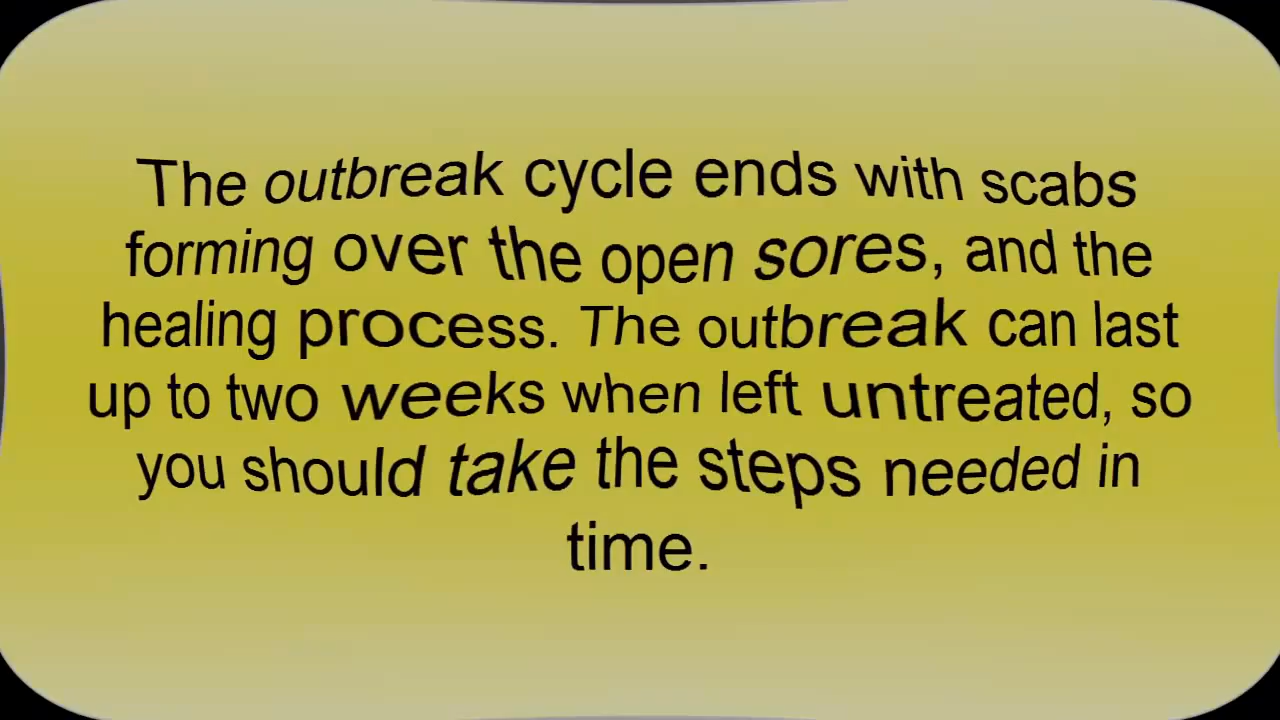 The outbreak cycle ends with scabs
forming over the open sores, and the
healing process. The outbreak can last
up to two weeks when left untreated, so
you should take the steps needed in
time.